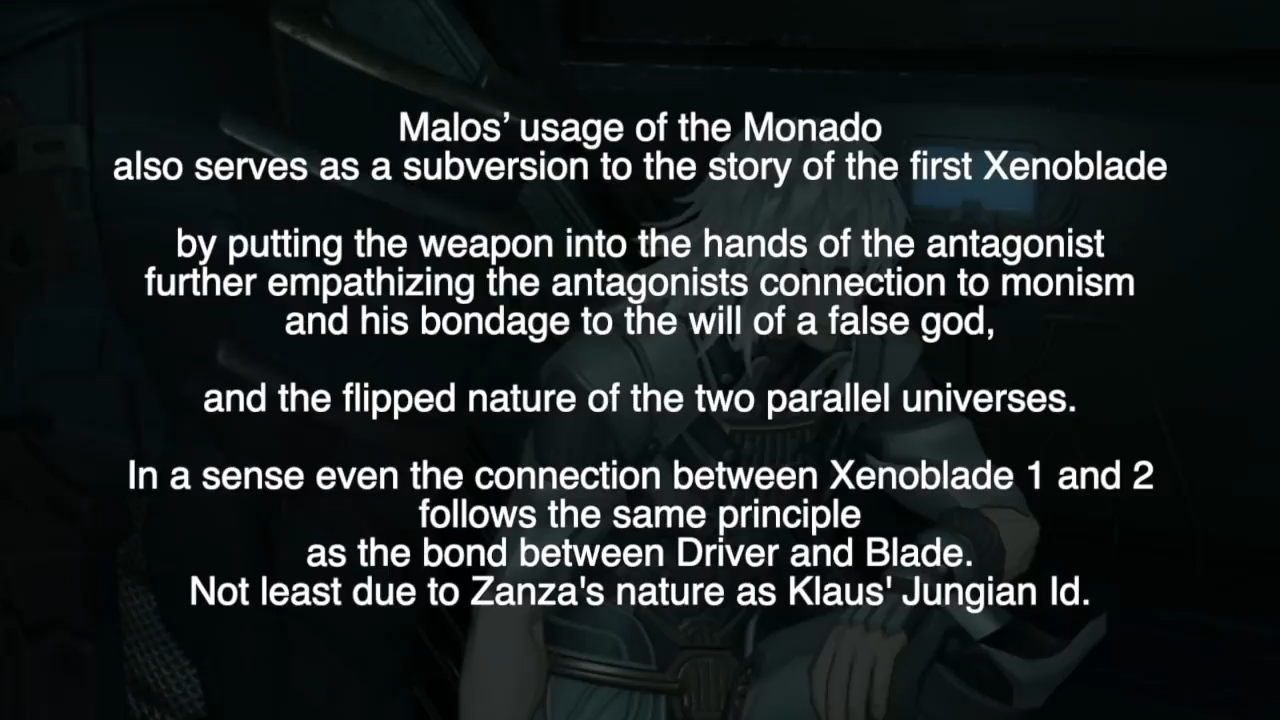 Malos’ usage of the Monado
also serves as a subversion to the story of the first Xenoblade
by putting the weapon into the hands of the antagonist
further empathizing the antagonists connection to monism
and his bondage to the will of a false god,
and the flipped nature of the two parallel universes.
In a sense even the connection between Xenoblade 1 and 2
follows the same principle
as the bond between Driver and Blade.
Not least due to Zanza's nature as Klaus' Jungian Id.